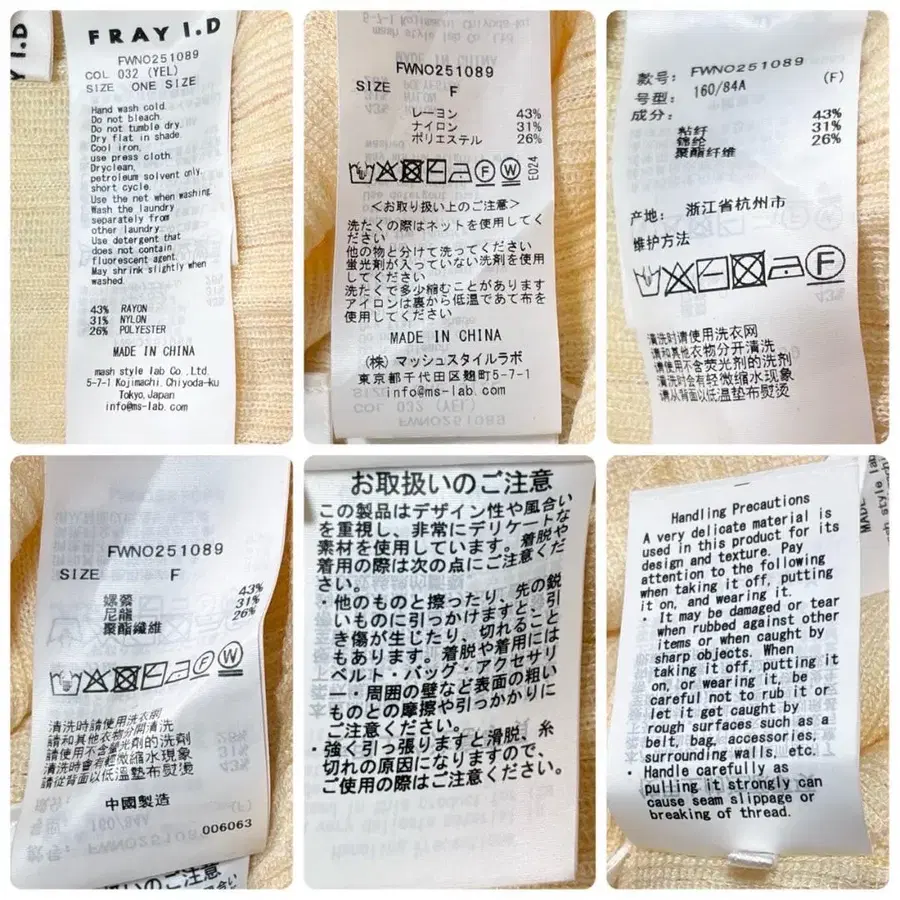 Y I.D
FRAY I.D
FWNO251089
COL 032 (YEL)
SIZE ONE SIZE
Hand wash cold
Do not bleach.
Do not tumble dry.
Dry flat in shade.
Cool iron,
use press cloth.
Dryclean,
petroleum solvent only,
short cycle.
Use the net when washing.
Wash the laundry
separately from
other laundry.
Use detergent that
does not contain
fluorescent agent.
May shrink slightly when
washed.
43% RAYON
31% NYLON
26% POLYESTER
MADE IN CHINA
mash style lab Co.,Ltd.
5-7-1 Kojimachi,Chiyoda-ku
Tokyo,Japan
info@ms-lab.com
FWNO251089
SIZE F
レーヨン 43%
ナイロン 31%
ポリエステル 26%
F W
E024
<お取り扱い上のご注意>
洗たくの際はネットを使用してく
ださい
他の物と分けて洗ってください
蛍光剤が入っていない洗剤を使用
してください
洗たくで多少縮むことがあります
アイロンは裏から低温であて布を
使用してください
MADE IN CHINA
(株) マッシュスタイルラボ
東京都千代田区麹町5-7-1
info@ms-lab.com
款号: FWNO251089
号型: 160/84A (F)
成分: 43%
粘纤 31%
锦纶 26%
聚酯纤维
产地: 浙江省杭州市
维护方法
F
清洗时请使用洗衣网
请和其他衣物分开清洗
请使用不含荧光剂的洗剂
清洗时会有轻微缩水现象
请从背面以低温垫布熨烫
FWNO251089
SIZE F
嫘縈 43%
尼龍 31%
聚酯纖維 26%
F W
清洗時請使用洗衣網
請和其他衣物分開清洗
請使用不含螢光劑的洗劑
清洗時會有輕微縮水現象
請從背面以低溫墊布熨燙
中國製造
006063
お取扱いのご注意
この製品はデザイン性や風合い
を重視し、非常にデリケートな
素材を使用しています。着脱や
着用の際は次の点にご注意くだ
さい。
・他のものと擦ったり、先の鋭
いものに引っかけますと、引
き傷が生じたり、切れること
もあります。着脱や着用には
ベルト・バッグ・アクセサリ
ー・周囲の壁など表面の粗い
ものとの摩擦や引っかかりに
ご注意ください。
・強く引っ張りますと滑脱、糸
切れの原因になりますので、
ご使用の際はご注意ください。
Handling Precautions
A very delicate material is
used in this product for its
design and texture. Pay
attention to the following
when taking it off, putting
it on, and wearing it.
・It may be damaged or tear
when rubbed against other
items or when caught by
sharp objects. When
taking it off, putting it
on, or wearing it, be
careful not to rub it or
let it get caught by
rough surfaces such as a
belt, bag, accessories,
surrounding walls, etc.
・Handle carefully as
pulling it strongly can
cause seam slippage or
breaking of thread.